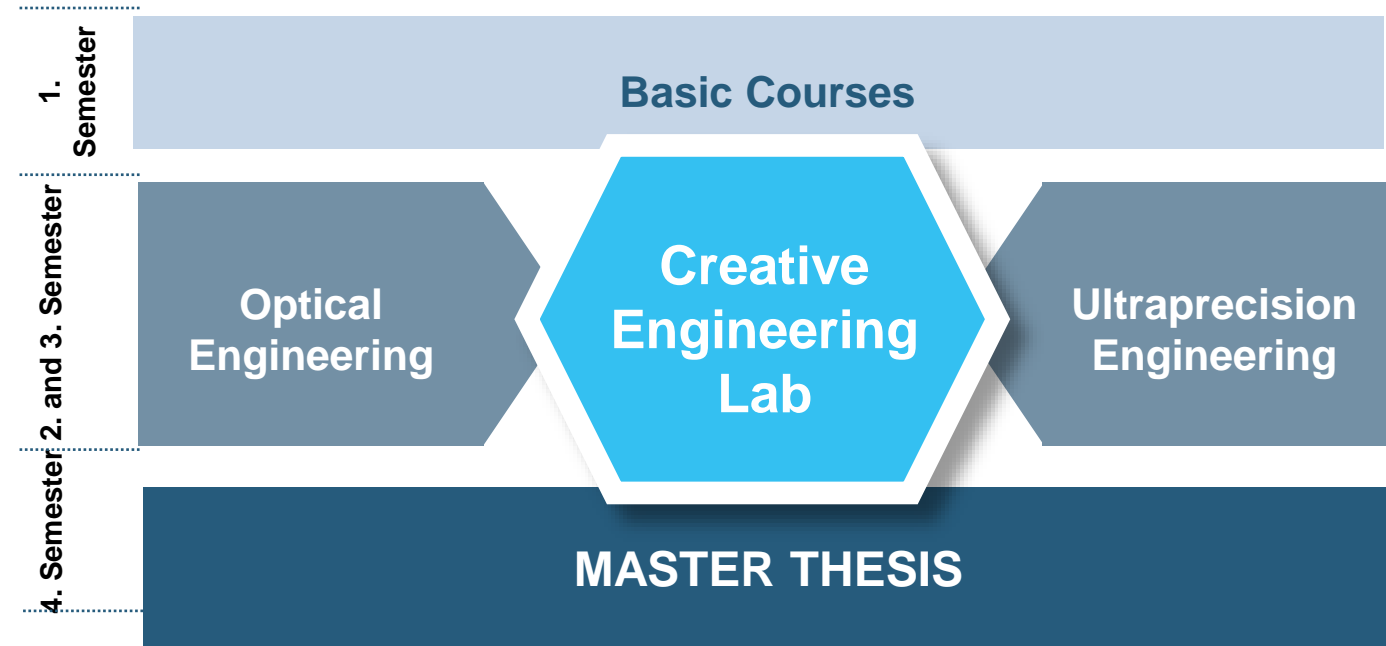 1.
Semester
Basic Courses
2. and 3. Semester
Optical
Engineering
Creative
Engineering
Lab
Ultraprecision
Engineering
4. Semester
MASTER THESIS